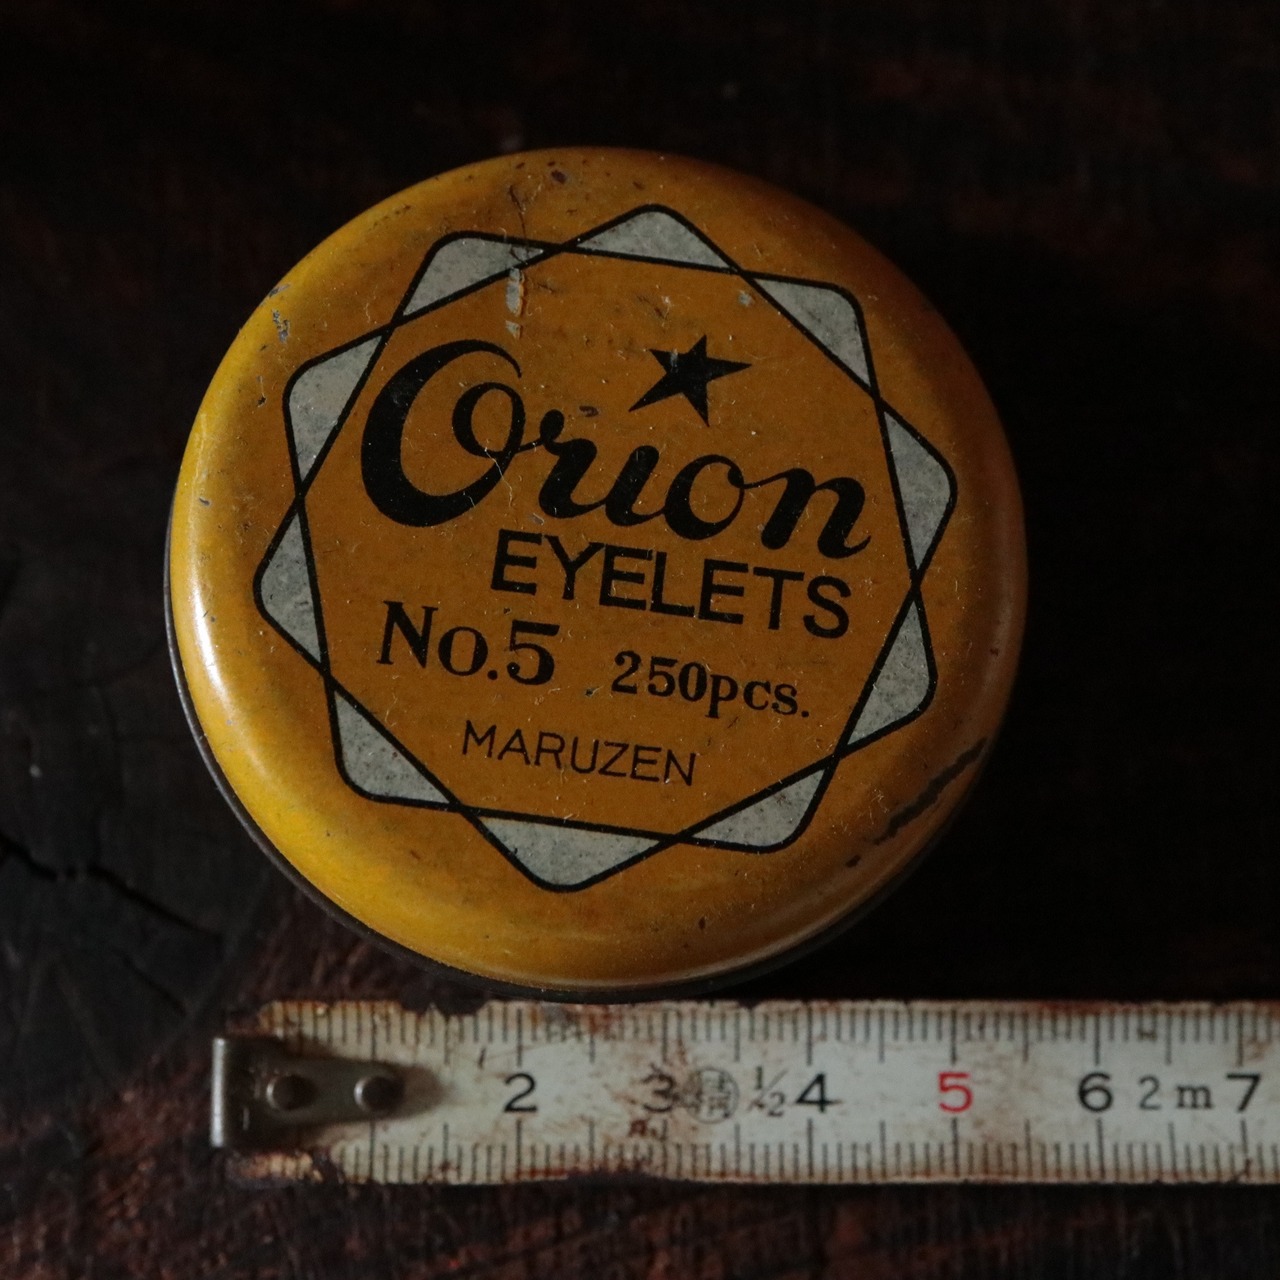 Orion
EYELETS
No.5 250pcs.
MARUZEN
2 3 1/2 4 5 6 2m 7